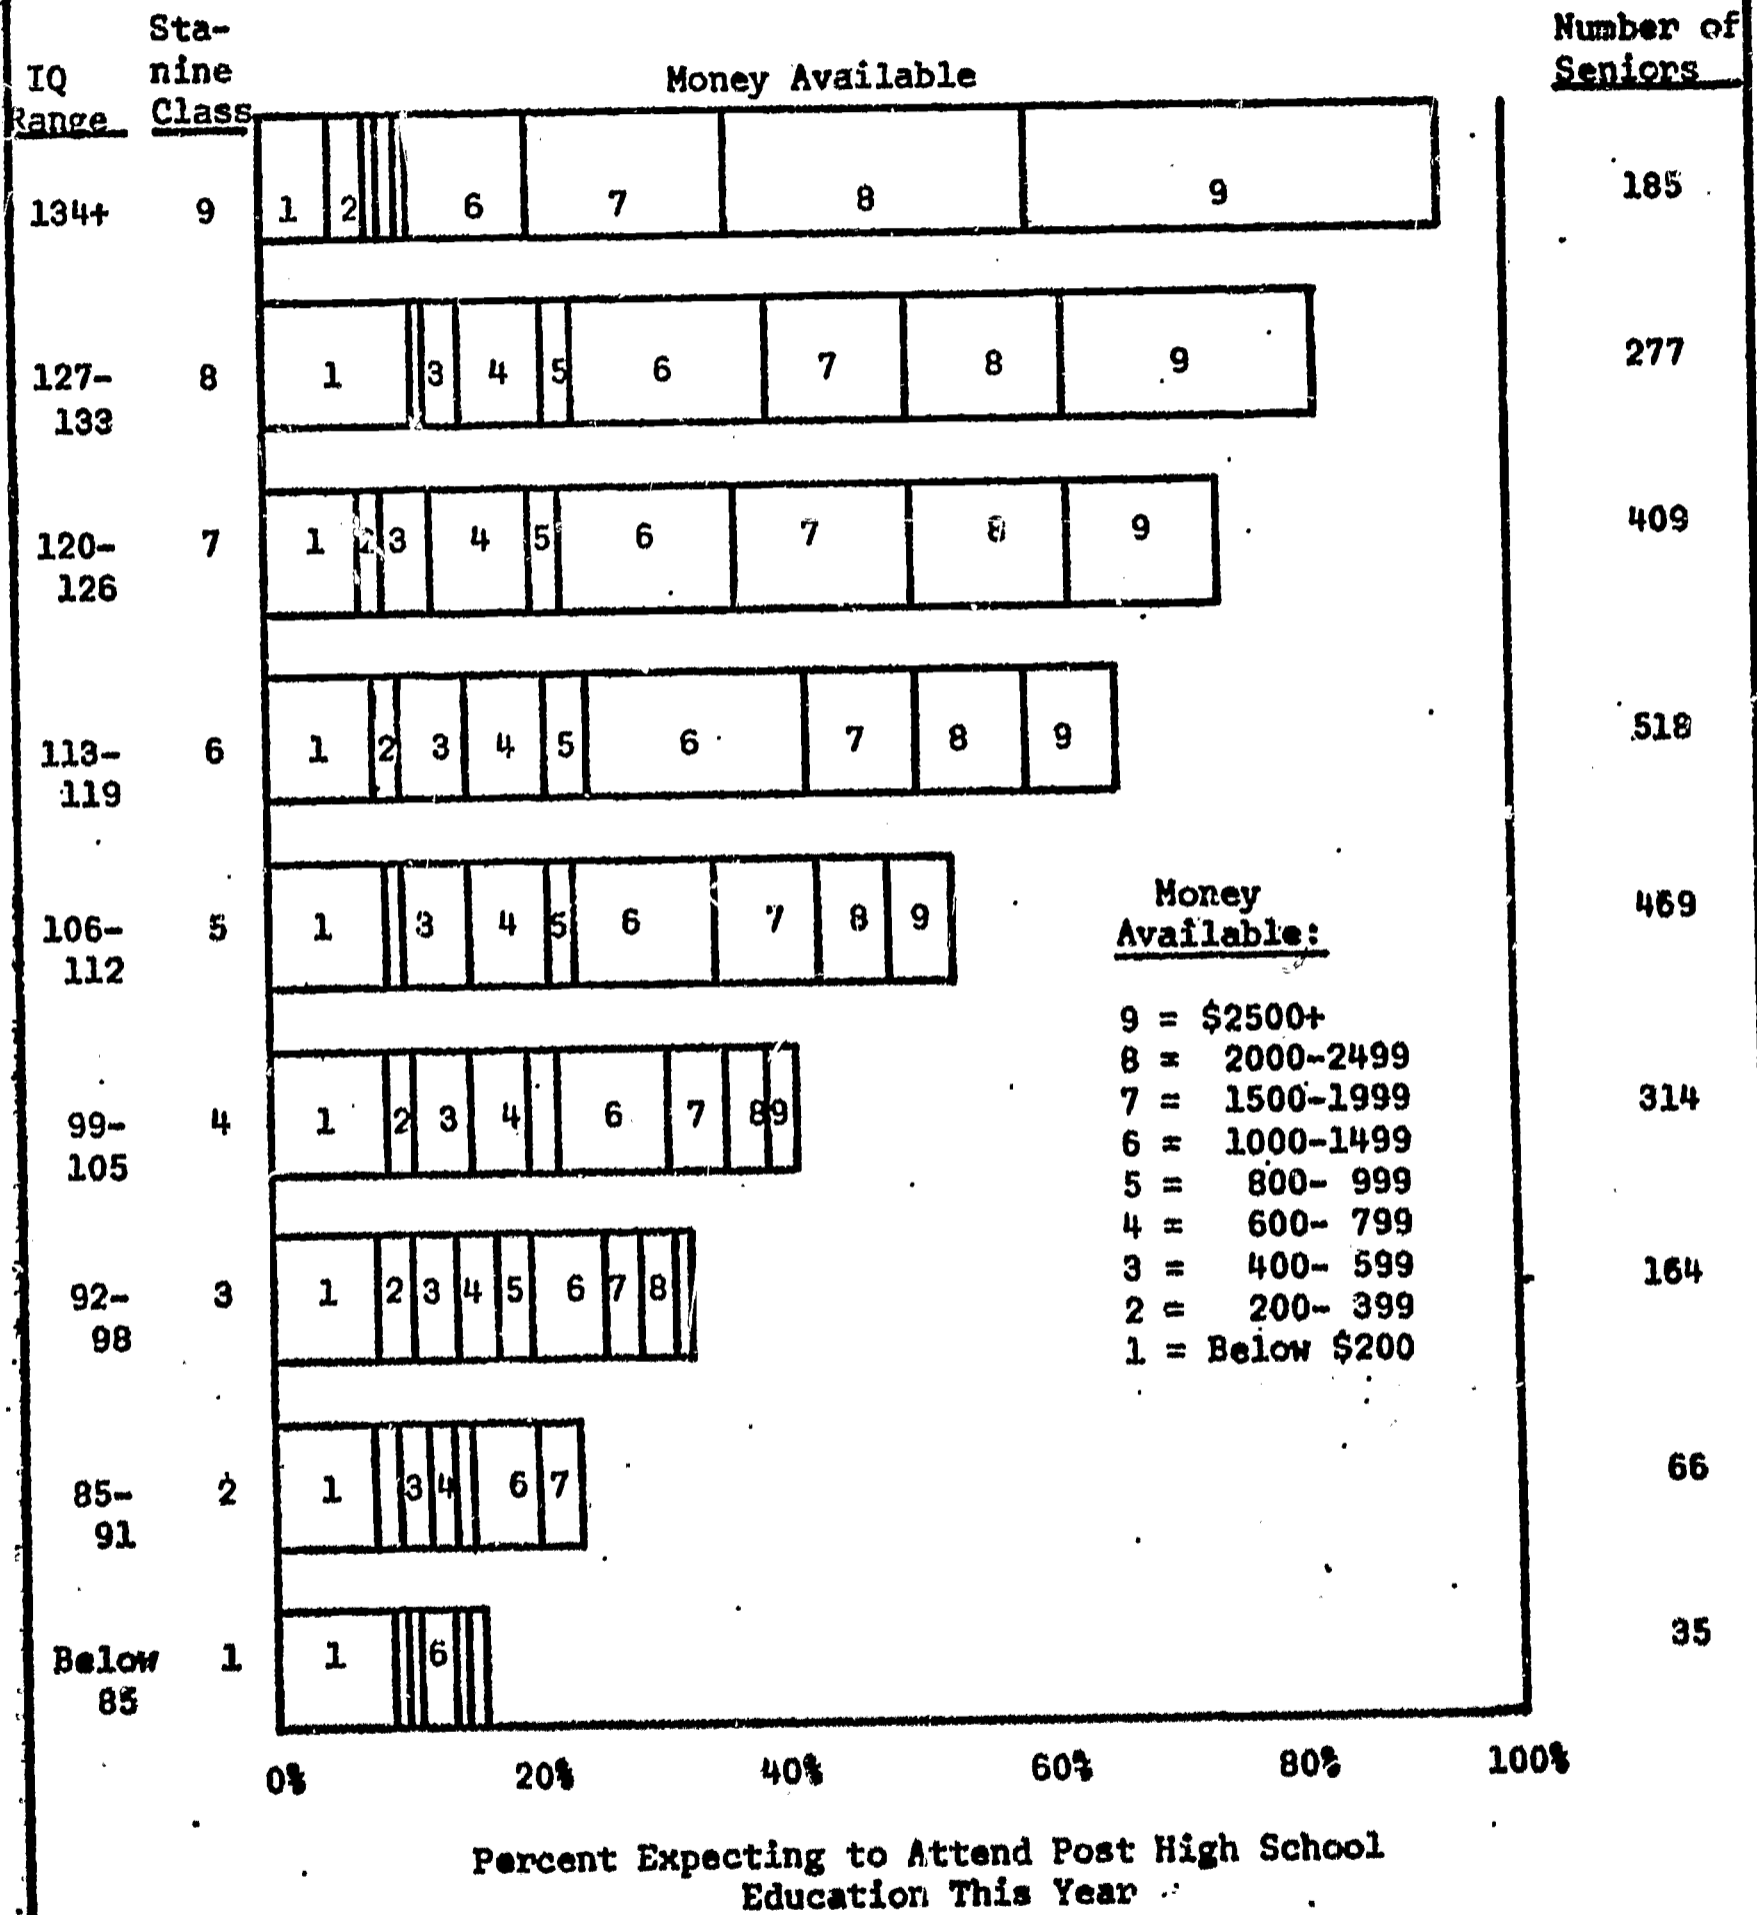 Sta-
nine
Class
IQ
Range
Money Available
Number of
Seniors
134+ 9 1 2 6 7 8 9 185
127-
133 8 1 3 4 5 6 7 8 9 277
120-
126 7 1 2 3 4 5 6 7 8 9 409
113-
119 6 1 2 3 4 5 6 7 8 9 518
106-
112 5 1 3 4 5 6 7 8 9 469
99-
105 4 1 2 3 4 6 7 8 9 314
92-
98 3 1 2 3 4 5 6 7 8 164
85-
91 2 1 3 4 6 7 66
Below
85 1 1 6 35
Money
Available:
9 = $2500+
8 = 2000-2499
7 = 1500-1999
6 = 1000-1499
5 = 800- 999
4 = 600- 799
3 = 400- 599
2 = 200- 399
1 = Below $200
0% 20% 40% 60% 80% 100%
Percent Expecting to Attend Post High School
Education This Year